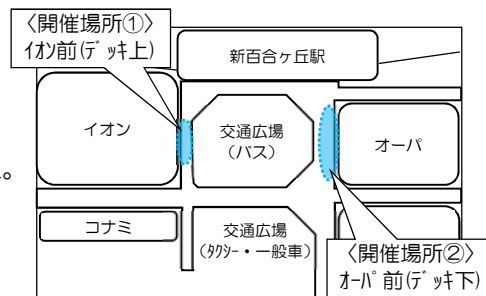 〈開催場所①〉
ｲｵﾝ前(ﾃﾞｯｷ上)
新百合ヶ丘駅
イオン
交通広場
（バス）
オーパ
。
コナミ
交通広場
（ﾀｸｼｰ・一般車）
〈開催場所②〉
ｵｰﾊﾟ前(ﾃﾞｯｷ下)